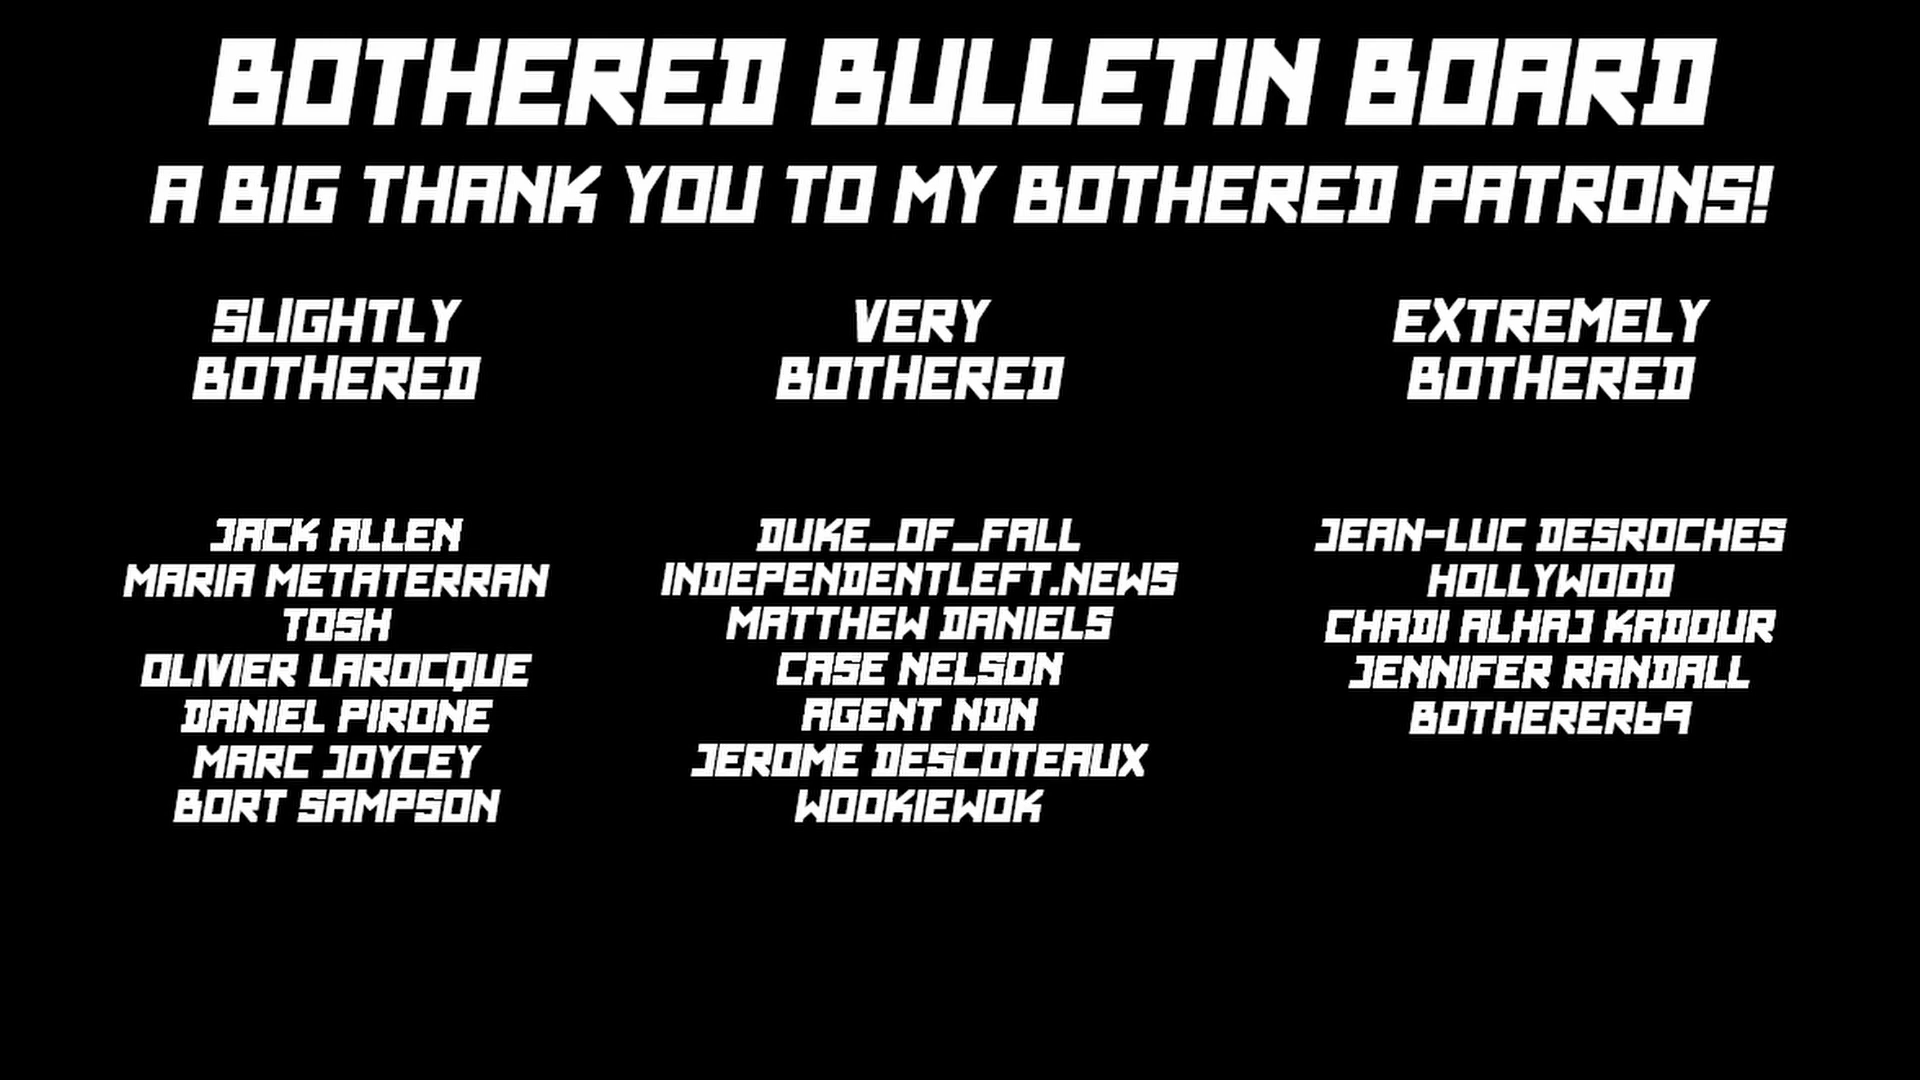 BOTHERED BULLETIN BOARD
A BIG THANK YOU TO MY BOTHERED PATRONS!
SLIGHTLY
BOTHERED
JACK ALLEN
MARIA METATERRAN
TOSH
OLIVIER LAROCQUE
DANIEL PIRONE
MARC JOYCEY
BORT SAMPSON
VERY
BOTHERED
DUKE_OF_FALL
INDEPENDENTLEFT.NEWS
MATTHEW DANIELS
CASE NELSON
AGENT NDN
JEROME DESCOTEAUX
WOOKIEWOK
EXTREMELY
BOTHERED
JEAN-LUC DESROCHES
HOLLYWOOD
CHADI ALHAJ KADOUR
JENNIFER RANDALL
BOTHERER69